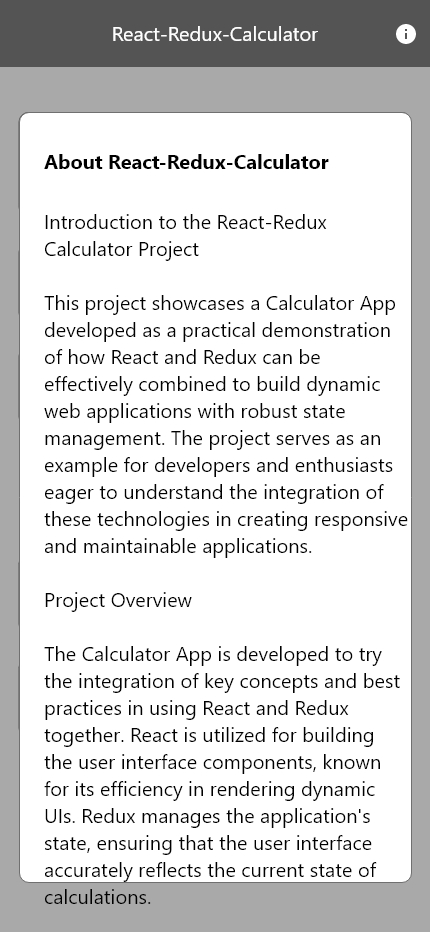 React-Redux-Calculator
About React-Redux-Calculator
Introduction to the React-Redux
Calculator Project
This project showcases a Calculator App
developed as a practical demonstration
of how React and Redux can be
effectively combined to build dynamic
web applications with robust state
management. The project serves as an
example for developers and enthusiasts
eager to understand the integration of
these technologies in creating responsive
and maintainable applications.
Project Overview
The Calculator App is developed to try
the integration of key concepts and best
practices in using React and Redux
together. React is utilized for building
the user interface components, known
for its efficiency in rendering dynamic
UIs. Redux manages the application's
state, ensuring that the user interface
accurately reflects the current state of
calculations.